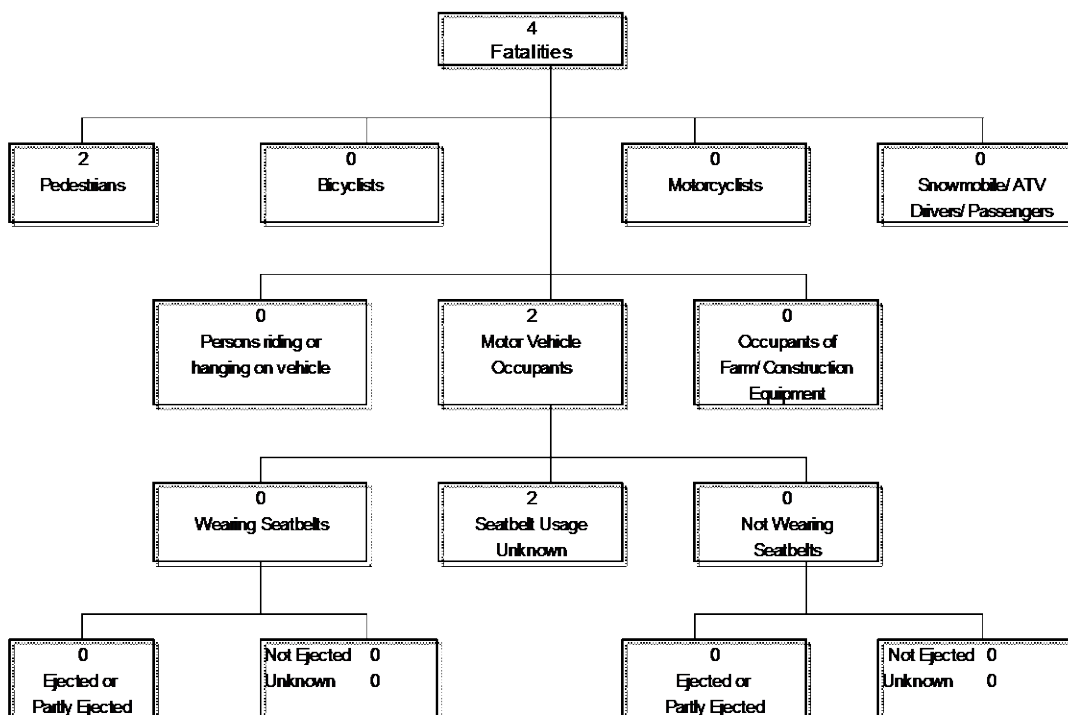 4
Fatalities
2
Pedestrians
0
Bicyclists
0
Motorcyclists
0
Snowmobile/ ATV
Drivers/ Passengers
0
Persons riding or
hanging on vehicle
2
Motor Vehicle
Occupants
0
Occupants of
Farm/ Construction
Equipment
0
Wearing Seatbelts
2
Seatbelt Usage
Unknown
0
Not Wearing
Seatbelts
0
Ejected or
Partly Ejected
Not Ejected 0
Unknown 0
0
Ejected or
Partly Ejected
Not Ejected 0
Unknown 0